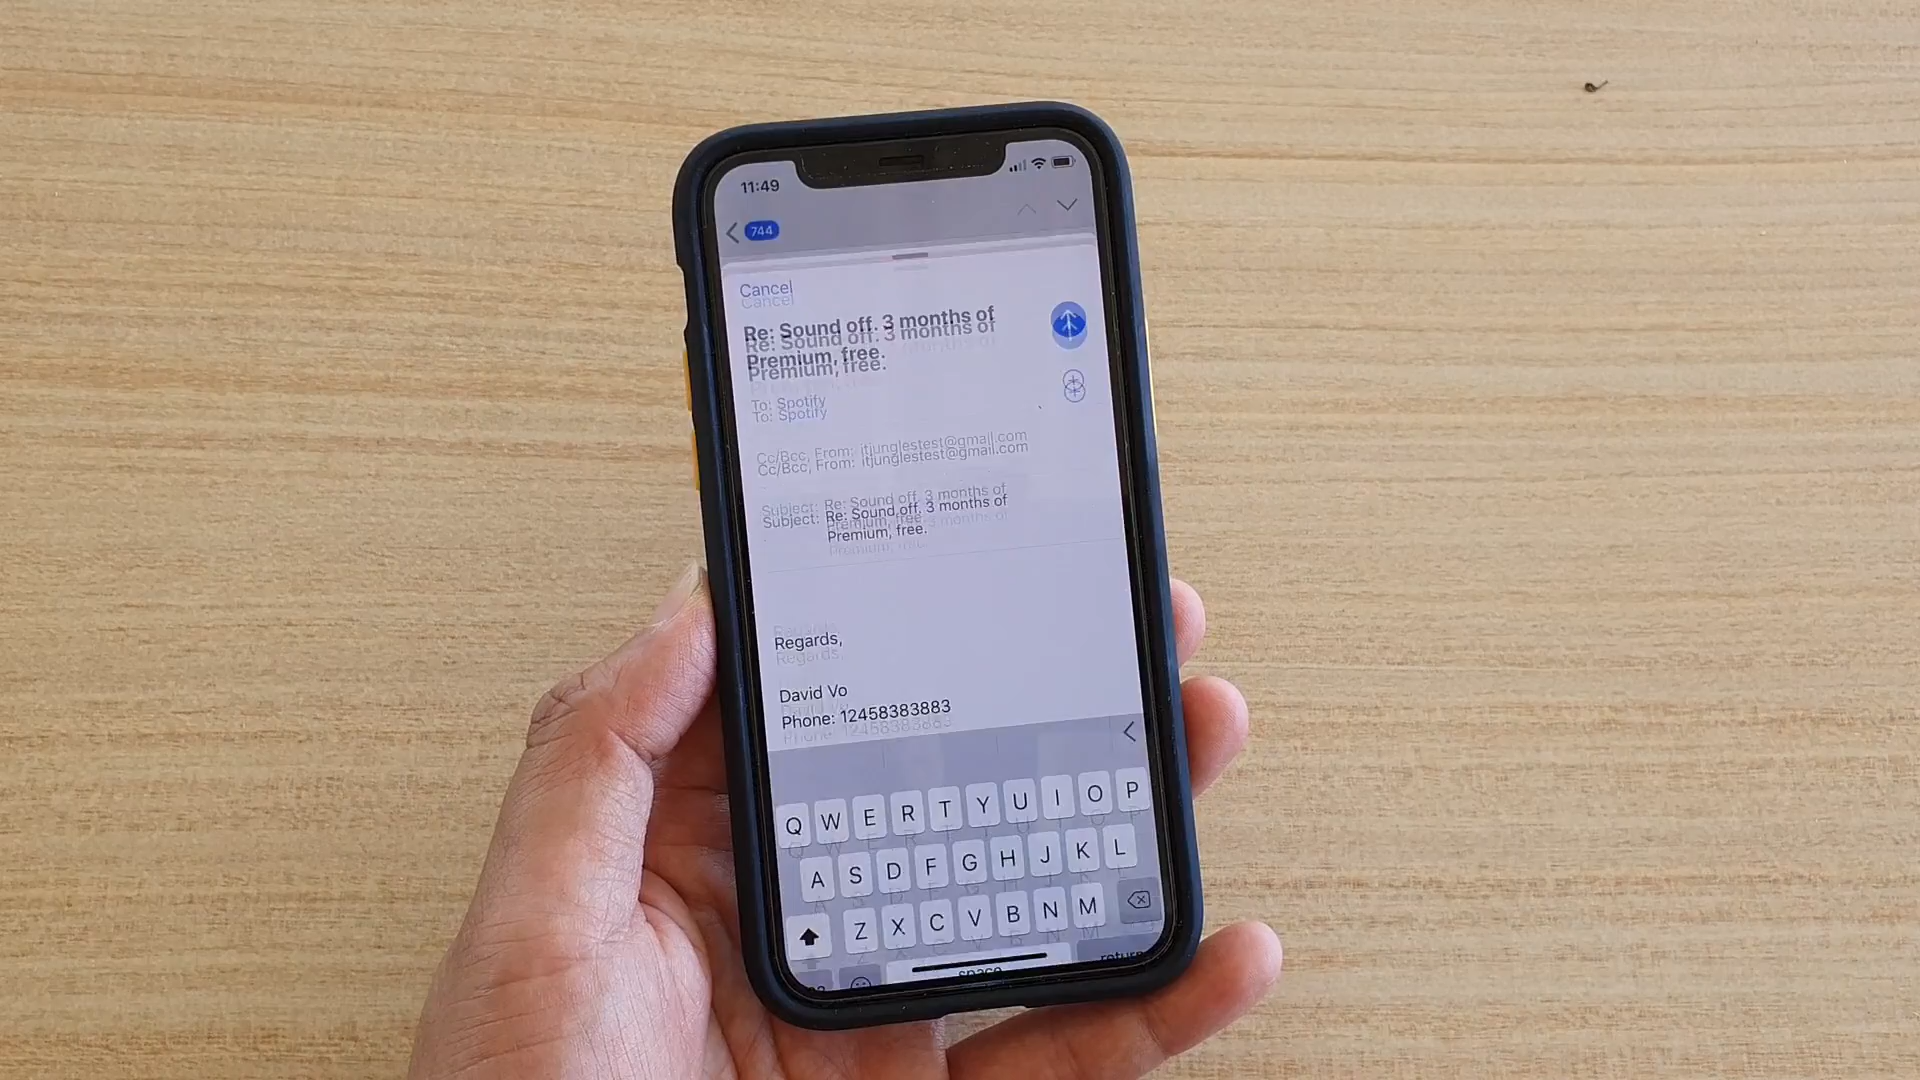 11:49
744
Cancel
Re: Sound off. 3 months of
Premium, free.
To: Spotify
Cc/Bcc, From: itjunglestest@gmail.com
Subject: Re: Sound off. 3 months of
Premium, free.
Regards,
David Vo
Phone: 12458383883
Q W E R T Y U I O P
A S D F G H J K L
Z X C V B N M
space return